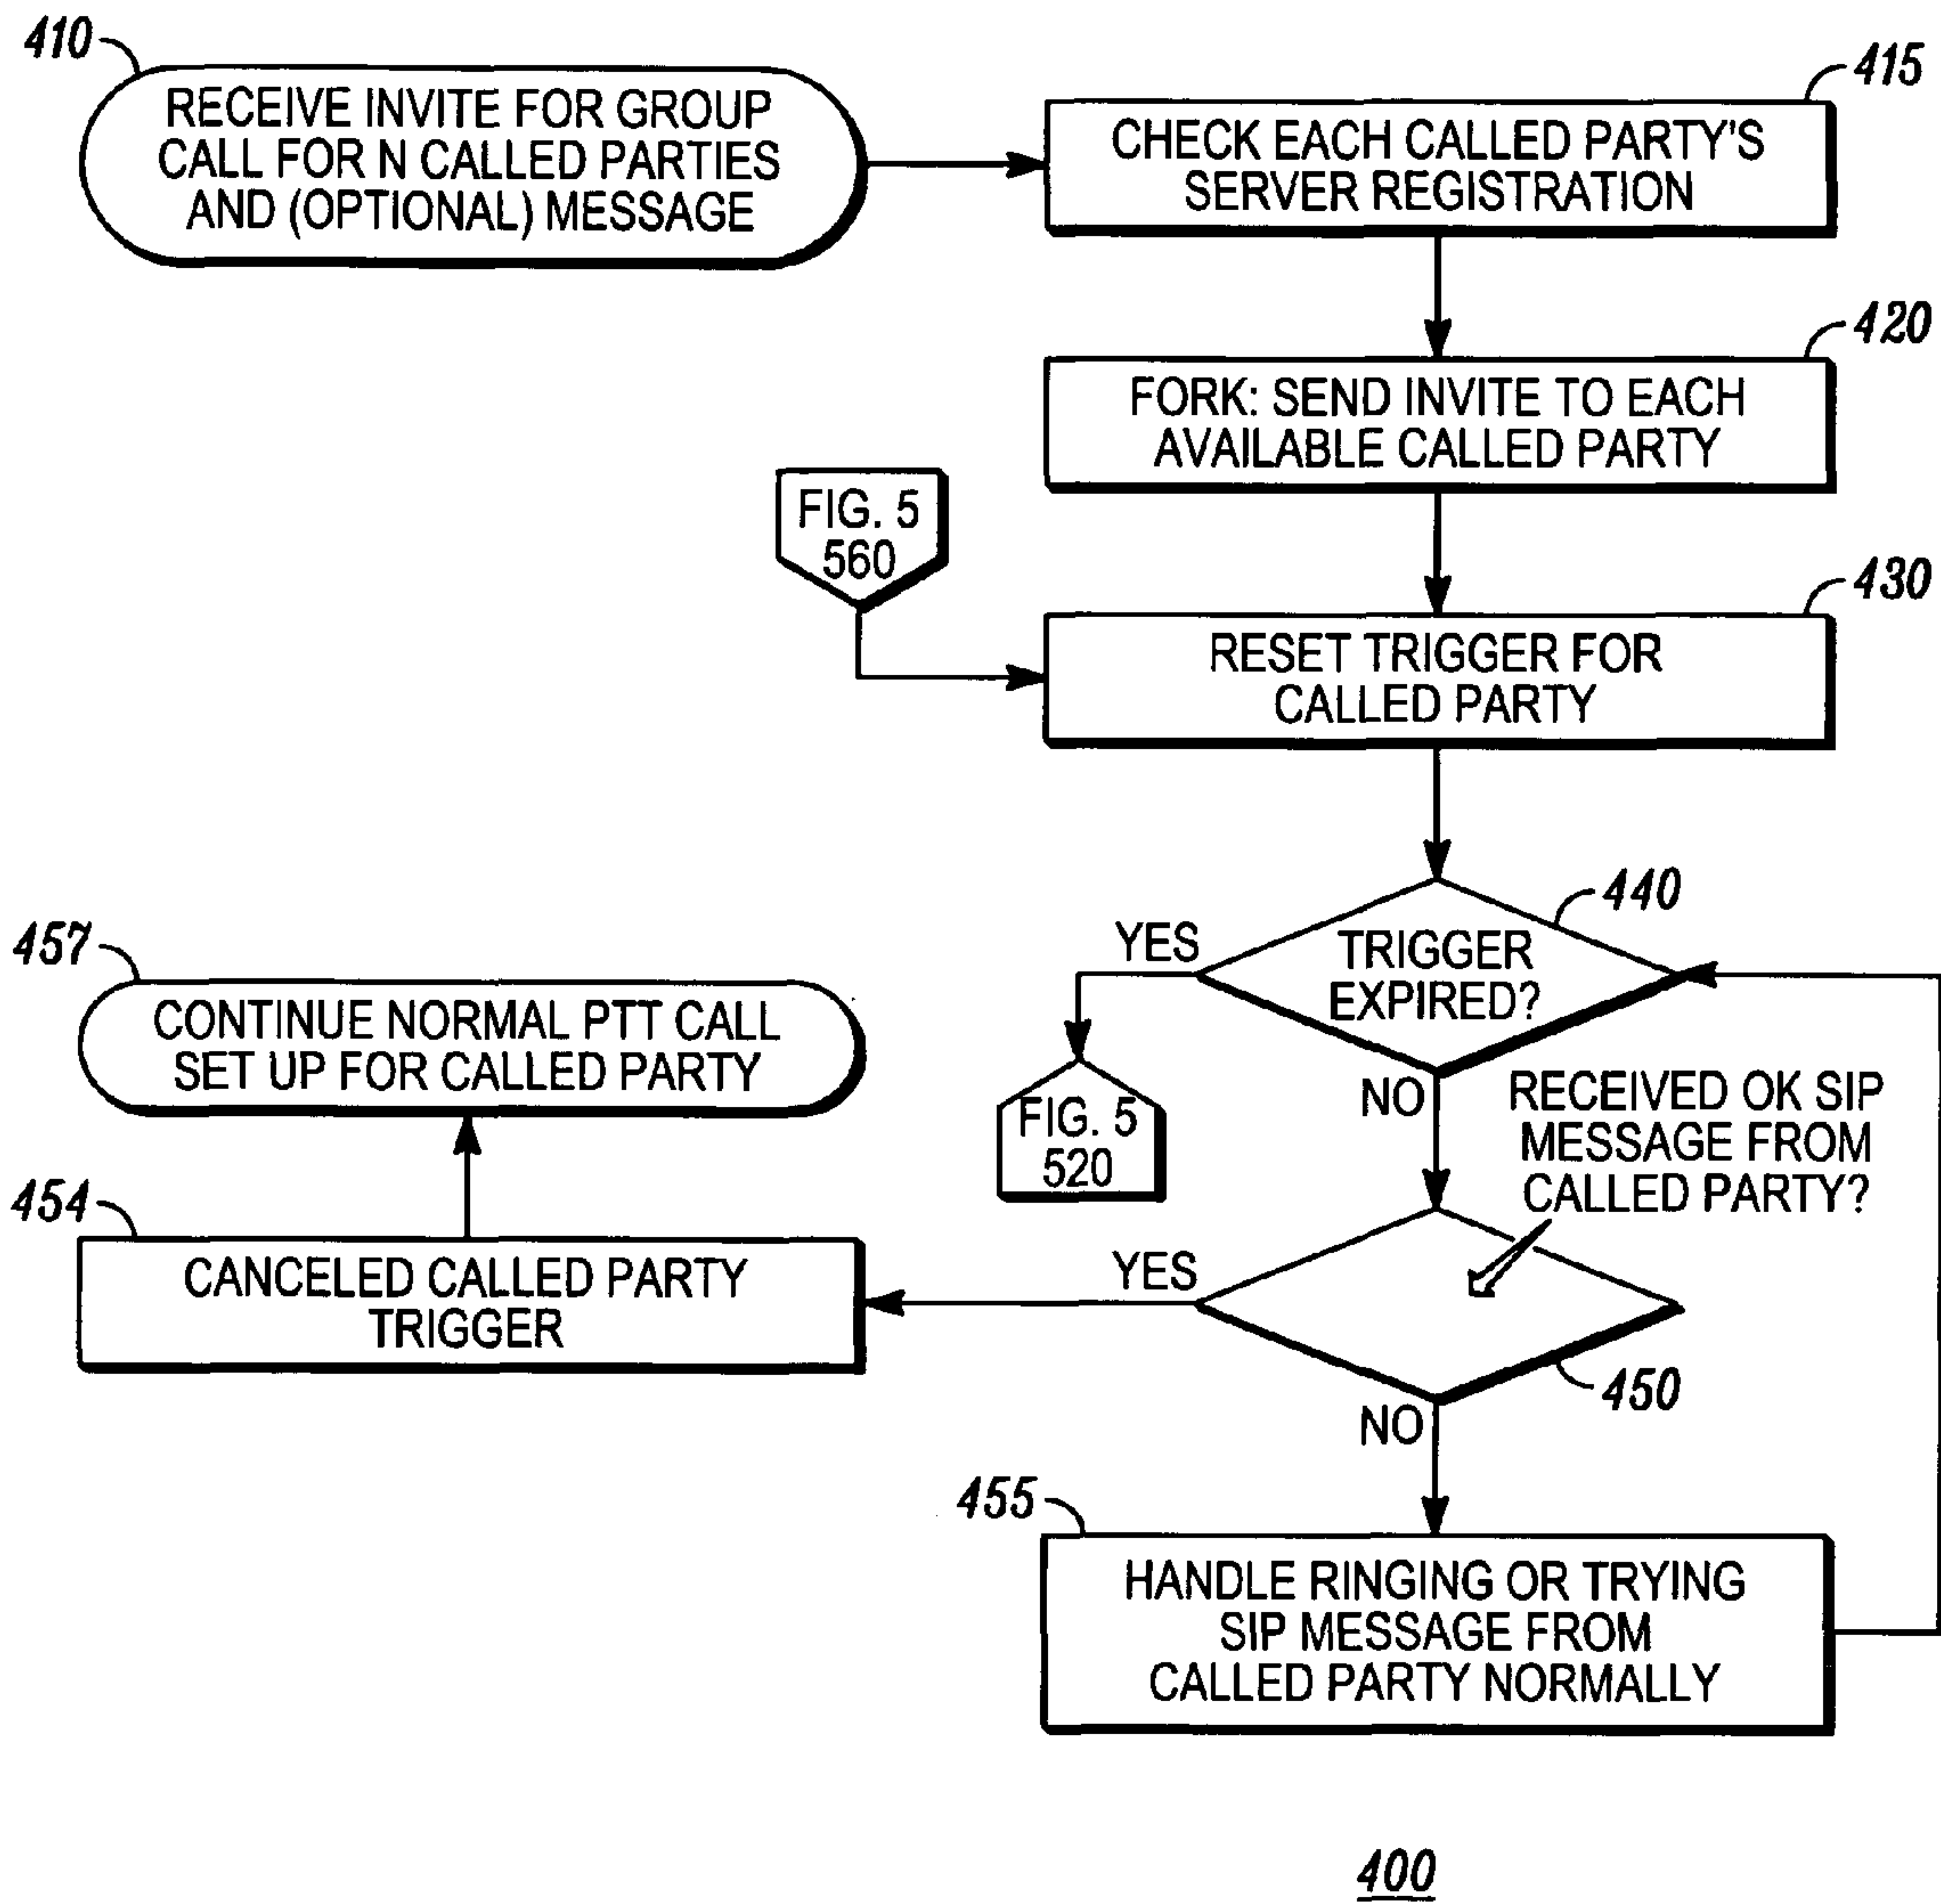 410
RECEIVE INVITE FOR GROUP
CALL FOR N CALLED PARTIES
AND (OPTIONAL) MESSAGE
415
CHECK EACH CALLED PARTY'S
SERVER REGISTRATION
420
FORK: SEND INVITE TO EACH
AVAILABLE CALLED PARTY
FIG. 5
560
430
RESET TRIGGER FOR
CALLED PARTY
440
TRIGGER
EXPIRED?
YES
NO
FIG. 5
520
RECEIVED OK SIP
MESSAGE FROM
CALLED PARTY?
450
YES
NO
457
CONTINUE NORMAL PTT CALL
SET UP FOR CALLED PARTY
454
CANCELED CALLED PARTY
TRIGGER
455
HANDLE RINGING OR TRYING
SIP MESSAGE FROM
CALLED PARTY NORMALLY
400